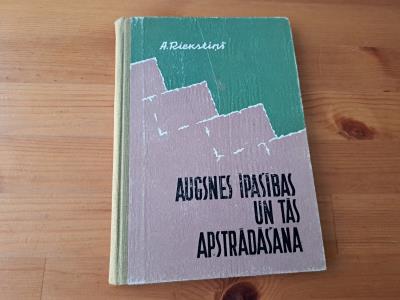 A. Riekstiņš
AUGSNES ĪPAŠĪBAS
UN TĀS
APSTRĀDĀŠANA